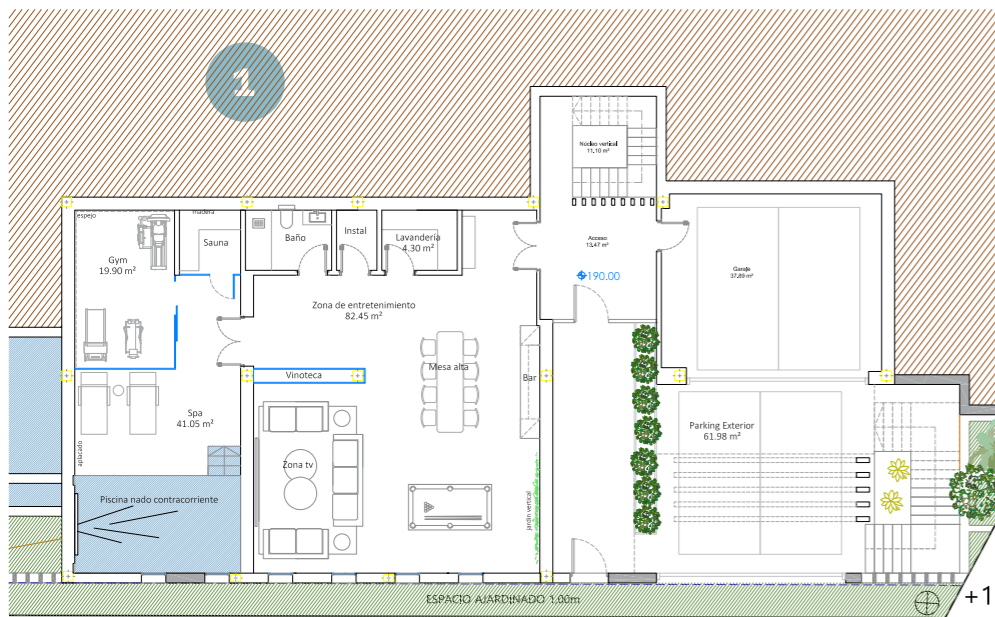 1
Núcleo vertical
11.10 m²
espejo
madera
Gym
19.90 m²
Sauna
Baño
Instal
Lavandería
4.30 m²
Acceso
13.47 m²
190.00
Garaje
37.89 m²
Zona de entretenimiento
82.45 m²
Vinoteca
Mesa alta
Bar
Spa
41.05 m²
aplacado
Parking Exterior
61.98 m²
Zona tv
Piscina nado contracorriente
jardín vertical
ESPACIO AJARDINADO 1.00m
+1